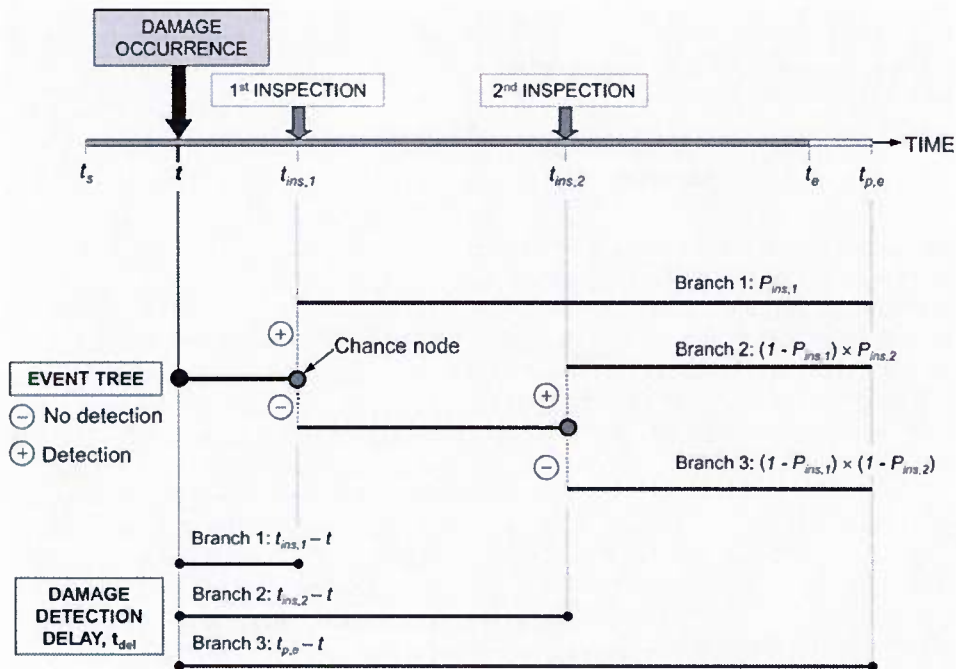 DAMAGE
OCCURRENCE
1st INSPECTION
2nd INSPECTION
TIME
ts
t
tins,1
tins,2
te
tp,e
Branch 1: Pins,1
+
Chance node
Branch 2: (1 - Pins,1) × Pins,2
EVENT TREE
−
+
− No detection
+ Detection
−
Branch 3: (1 - Pins,1) × (1 - Pins,2)
Branch 1: tins,1 – t
DAMAGE
DETECTION
DELAY, tdel
Branch 2: tins,2 – t
Branch 3: tp,e – t